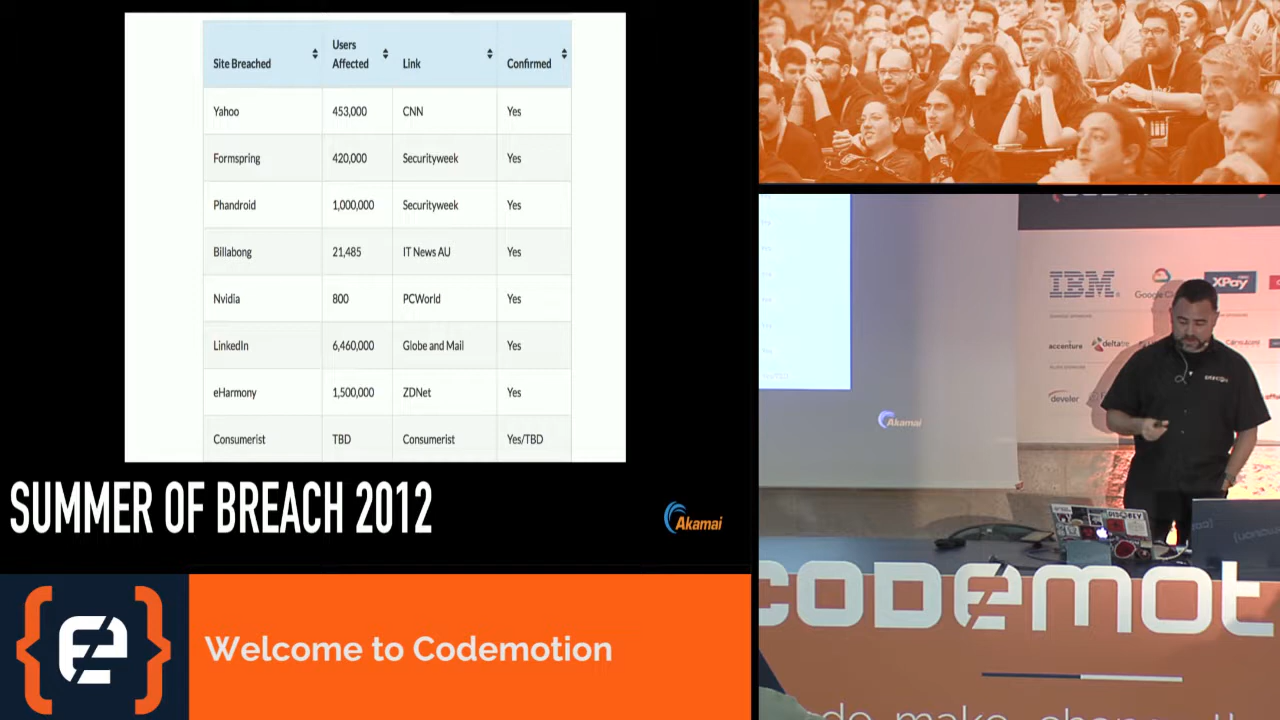 Site Breached Users Affected Link Confirmed
Yahoo 453,000 CNN Yes
Formspring 420,000 Securityweek Yes
Phandroid 1,000,000 Securityweek Yes
Billabong 21,485 IT News AU Yes
Nvidia 800 PCWorld Yes
LinkedIn 6,460,000 Globe and Mail Yes
eHarmony 1,500,000 ZDNet Yes
Consumerist TBD Consumerist Yes/TBD
SUMMER OF BREACH 2012
Akamai
Welcome to Codemotion
IBM
XPay
accenture
develer
Akamai
codemot